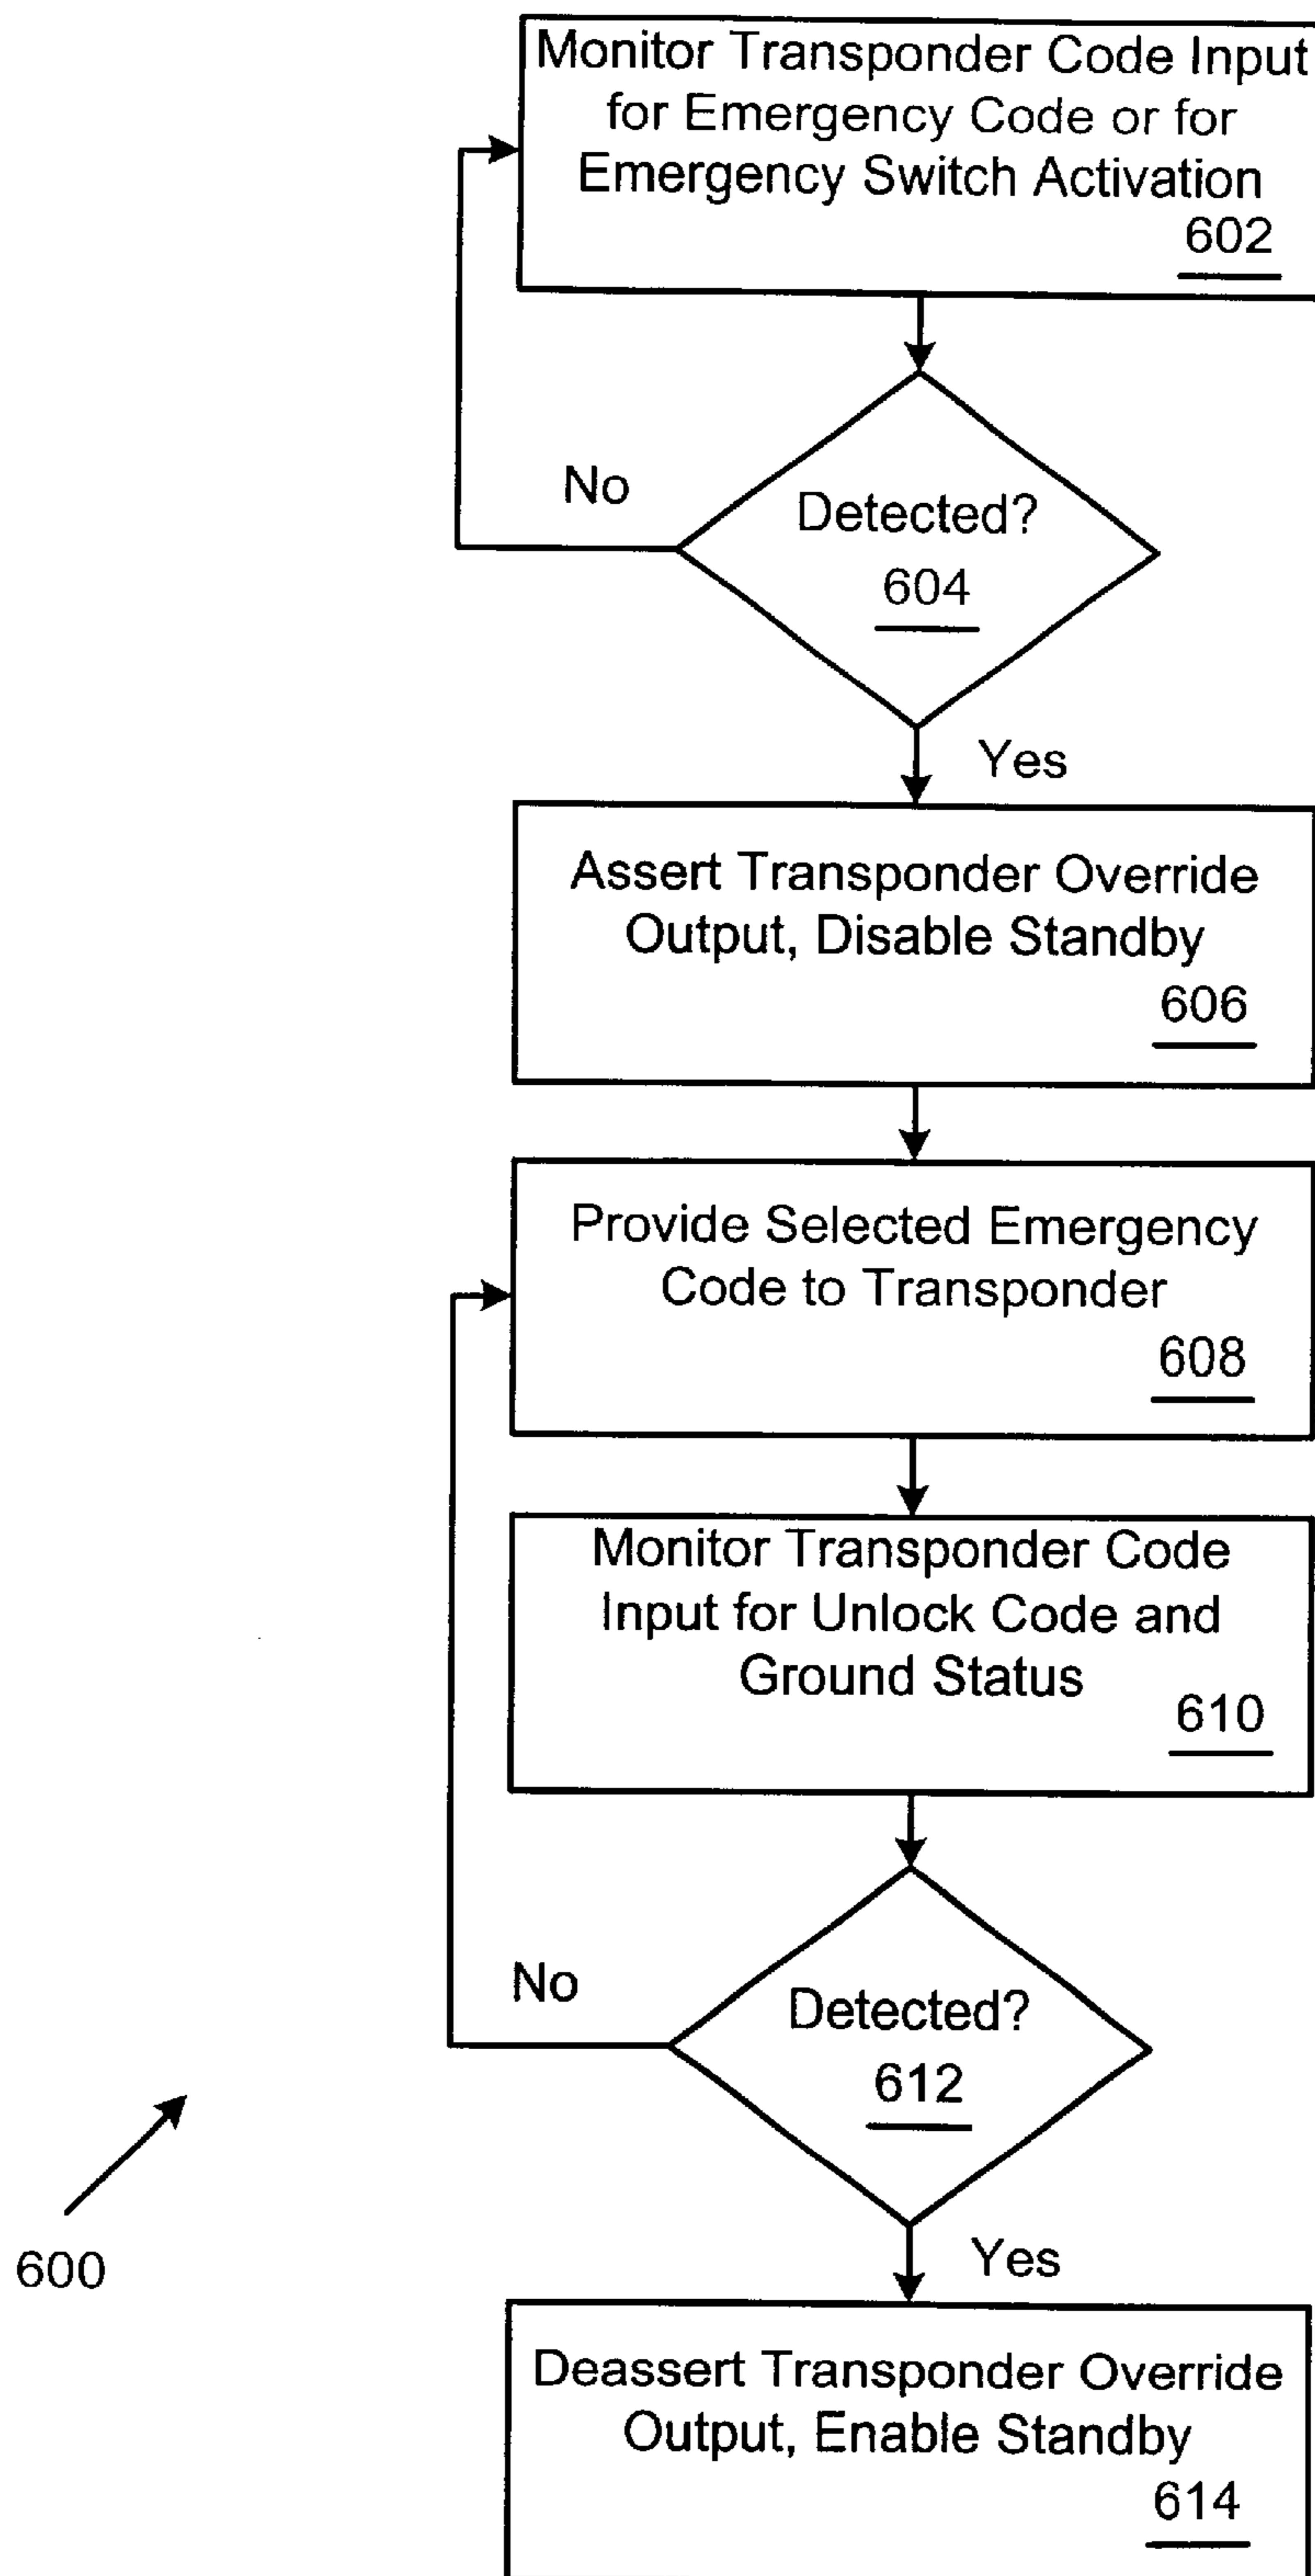 Monitor Transponder Code Input
for Emergency Code or for
Emergency Switch Activation
602
No
Detected?
604
Yes
Assert Transponder Override
Output, Disable Standby
606
Provide Selected Emergency
Code to Transponder
608
Monitor Transponder Code
Input for Unlock Code and
Ground Status
610
No
Detected?
612
600
Yes
Deassert Transponder Override
Output, Enable Standby
614